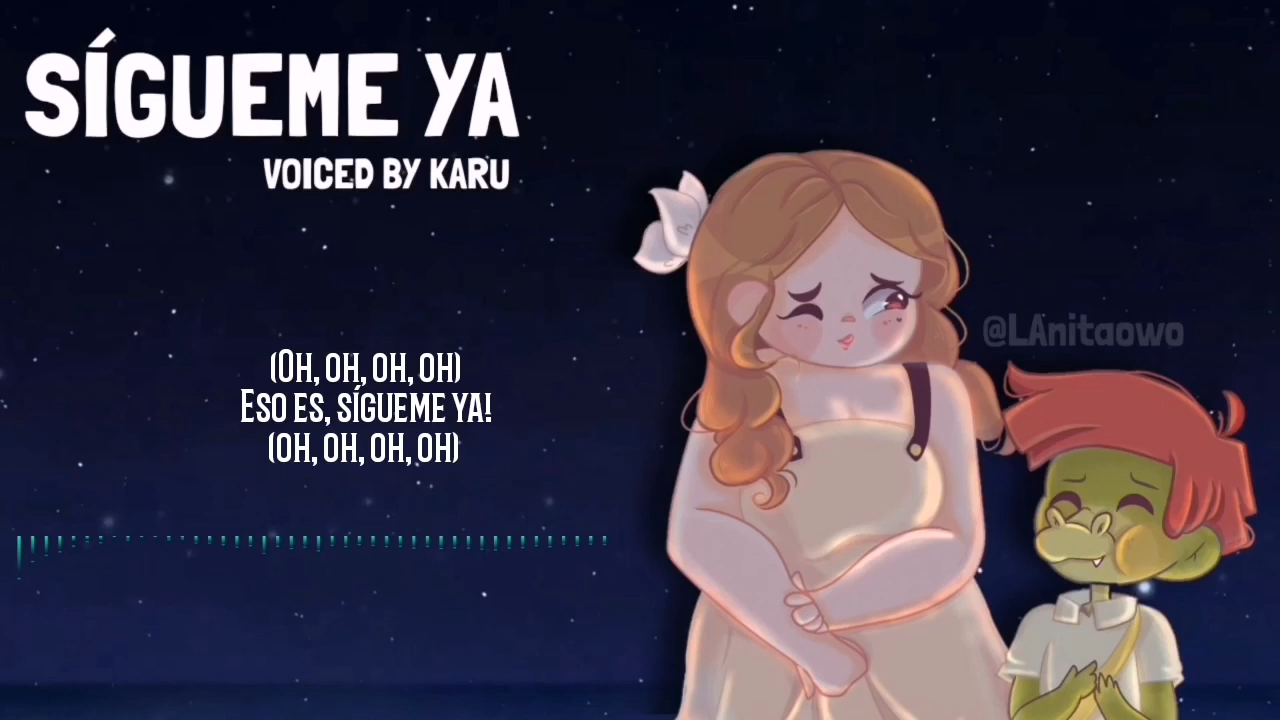 SÍGUEME YA
VOICED BY KARU
@LAnitaowo
(OH, OH, OH, OH)
ESO ES, SÍGUEME YA!
(OH, OH, OH, OH)